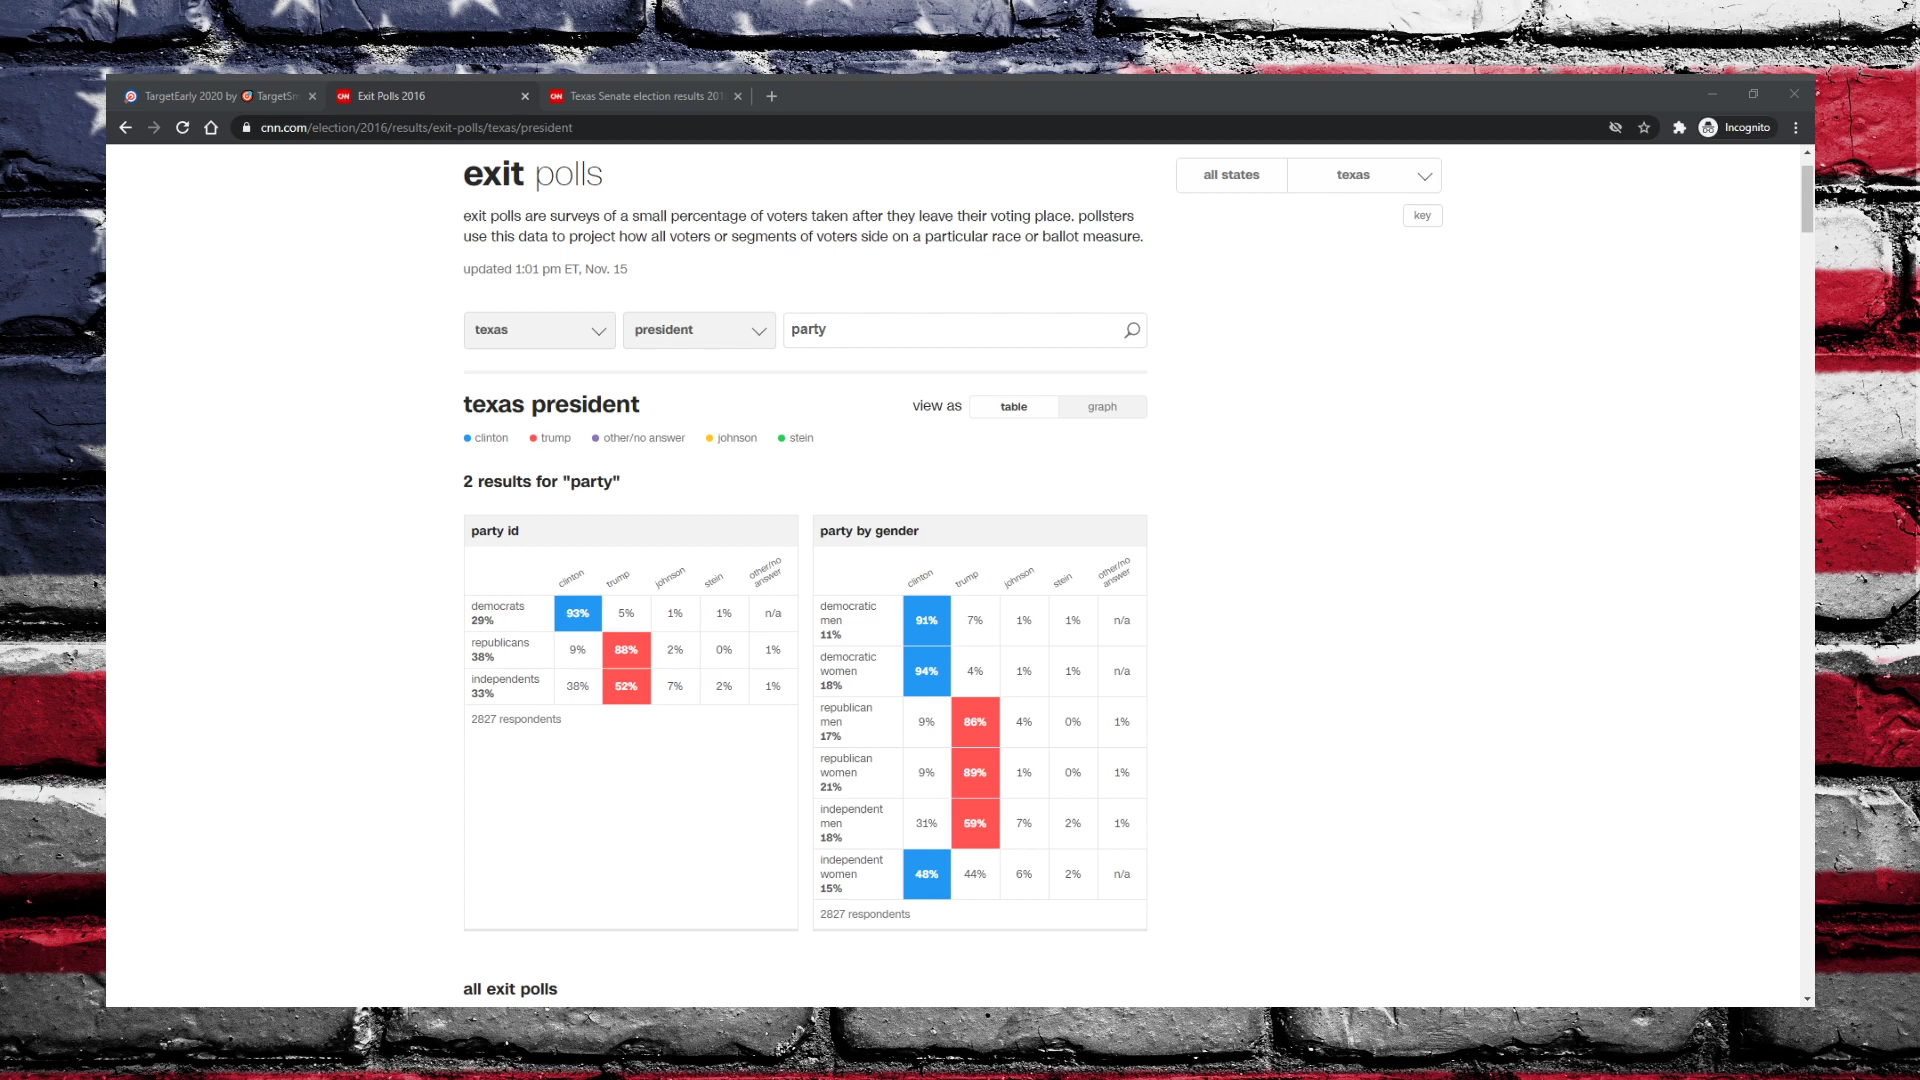 TargetEarly 2020 by TargetSm
Exit Polls 2016
Texas Senate election results 201
cnn.com/election/2016/results/exit-polls/texas/president
Incognito
exit polls
all states
texas
key
exit polls are surveys of a small percentage of voters taken after they leave their voting place. pollsters
use this data to project how all voters or segments of voters side on a particular race or ballot measure.
updated 1:01 pm ET, Nov. 15
texas
president
party
texas president
view as
table
graph
clinton trump other/no answer johnson stein
2 results for "party"
party id
clinton trump johnson stein other/no answer
democrats 29% 93% 5% 1% 1% n/a
republicans 38% 9% 88% 2% 0% 1%
independents 33% 38% 52% 7% 2% 1%
2827 respondents
party by gender
clinton trump johnson stein other/no answer
democratic men 11% 91% 7% 1% 1% n/a
democratic women 18% 94% 4% 1% 1% n/a
republican men 17% 9% 86% 4% 0% 1%
republican women 21% 9% 89% 1% 0% 1%
independent men 18% 31% 59% 7% 2% 1%
independent women 15% 48% 44% 6% 2% n/a
2827 respondents
all exit polls